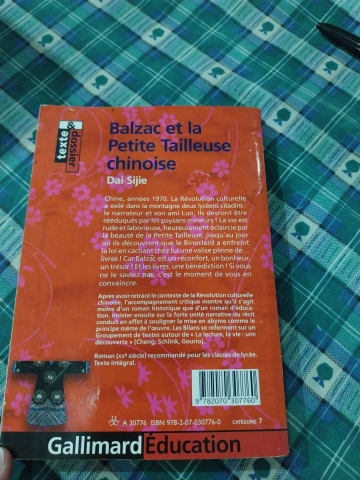 texte &
dossier
Balzac et la
Petite Tailleuse
chinoise
Dai Sijie
Chine, années 1970. La Révolution culturelle
a exilé dans la montagne deux lycéens citadins :
le narrateur et son ami Luo. Ils devront être
rééduqués par les paysans-mineurs ! La vie est
rude et laborieuse, heureusement éclaircie par
la beauté de la Petite Tailleuse, jusqu'au jour
où ils découvrent que le Binoclard a enfreint
la loi en cachant chez lui une valise pleine de...
livres ! Car Balzac est un réconfort, un bonheur,
un trésor ! Et les livres, une bénédiction ! Si vous
ne le saviez pas, c'est le moment de vous en
convaincre.
Après avoir retracé le contexte de la Révolution culturelle
chinoise, l'accompagnement critique montre qu'il s'agit
moins d'un roman historique que d'un roman d'éduca-
tion. Insister ensuite sur la forte unité narrative du récit
conduit en effet à souligner la mise en abyme comme le
principe même de l'œuvre. Les Bilans se referment sur un
Groupement de textes autour de « La lecture, la vie : une
découverte » (Cheng, Schlink, Gourio).
Roman (XXe siècle) recommandé pour les classes de lycée.
Texte intégral.
9 782070 307760
A 30776 ISBN 978-2-07-030776-0 CATÉGORIE 7
Gallimard Éducation